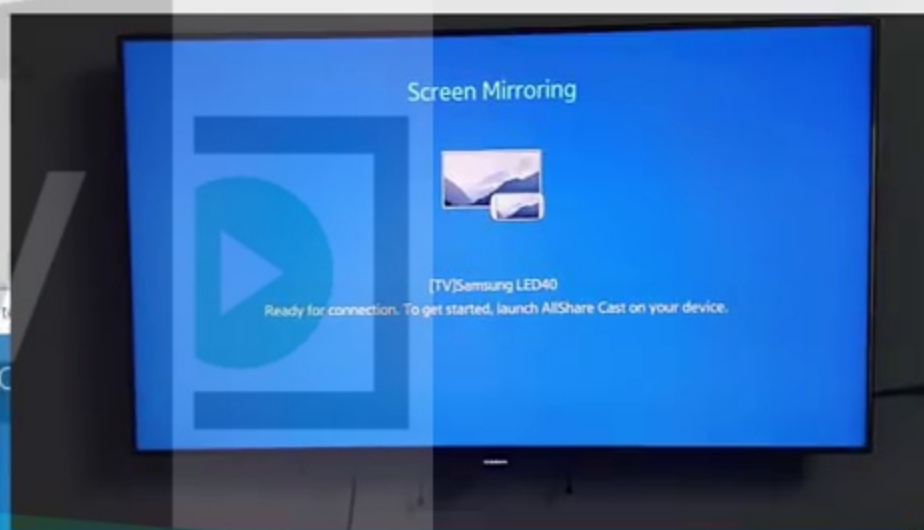 Screen Mirroring
[TV]Samsung LED40
Ready for connection. To get started, launch AllShare Cast on your device.